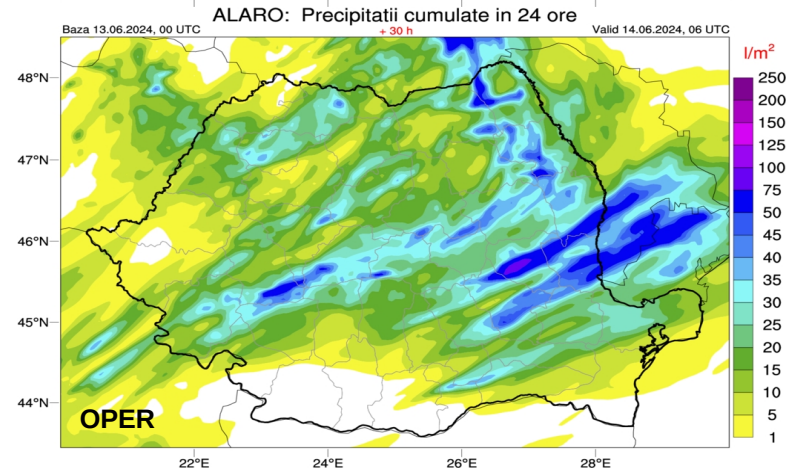 ALARO: Precipitatii cumulate in 24 ore
Baza 13.06.2024, 00 UTC
+ 30 h
Valid 14.06.2024, 06 UTC
l/m²
48°N
47°N
46°N
45°N
44°N
250
200
150
125
100
75
50
45
40
35
30
25
20
15
10
5
1
OPER
22°E
24°E
26°E
28°E